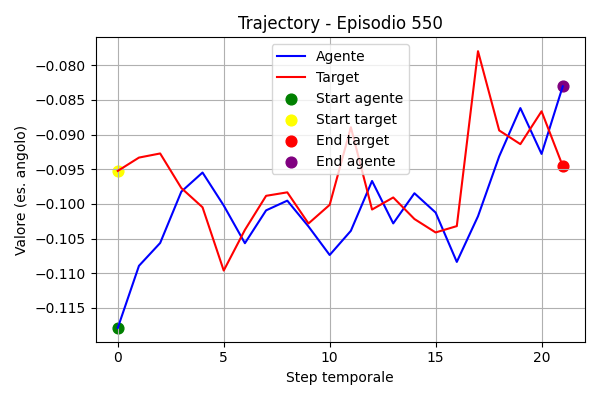 Trajectory - Episodio 550
Valore (es. angolo)
−0.080
−0.085
−0.090
−0.095
−0.100
−0.105
−0.110
−0.115
Agente
Target
Start agente
Start target
End target
End agente
0 5 10 15 20
Step temporale